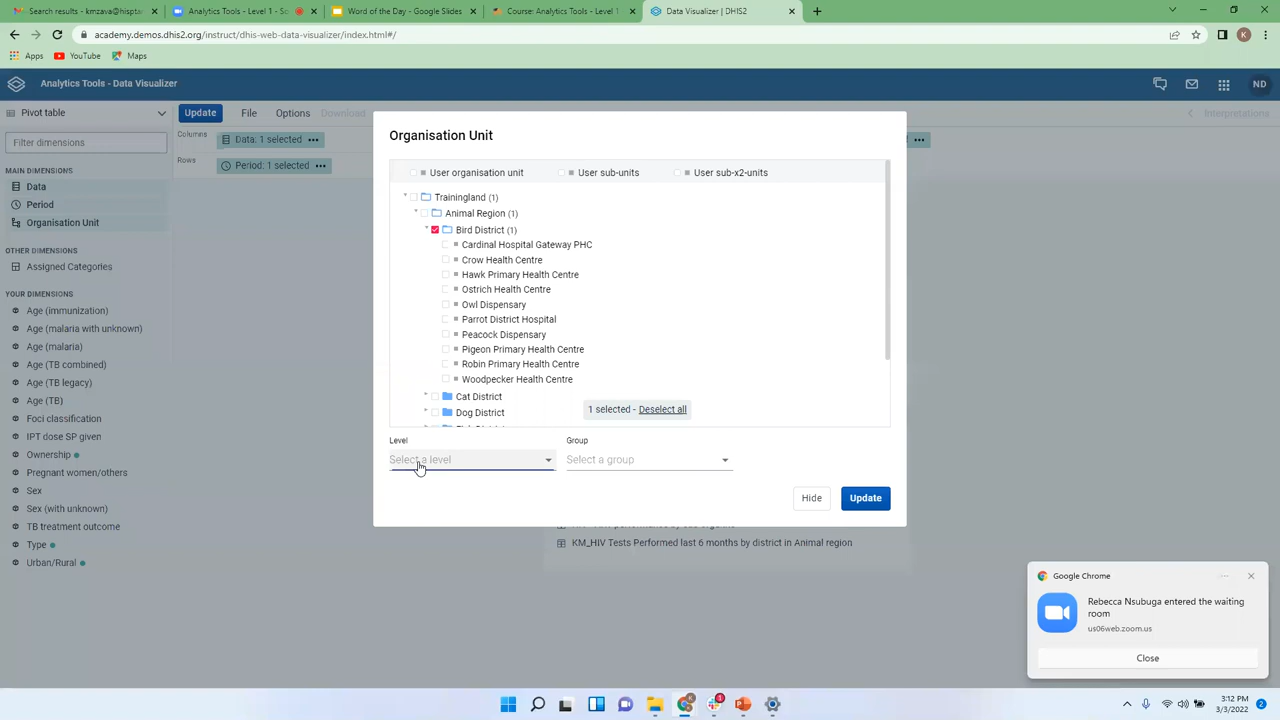 Search results - kmzava@hispta
Analytics Tools - Level 1 - Sc
Word of the Day - Google Slides
Course: Analytics Tools - Level 1
Data Visualizer | DHIS2
academy.demos.dhis2.org/instruct/dhis-web-data-visualizer/index.html#/
K
Apps
YouTube
Maps
Analytics Tools - Data Visualizer
ND
Pivot table
Update
File
Options
Download
Interpretations
Filter dimensions
Columns
Data: 1 selected
Rows
Period: 1 selected
MAIN DIMENSIONS
Data
Period
Organisation Unit
OTHER DIMENSIONS
Assigned Categories
YOUR DIMENSIONS
Age (immunization)
Age (malaria with unknown)
Age (malaria)
Age (TB combined)
Age (TB legacy)
Age (TB)
Foci classification
IPT dose SP given
Ownership
Pregnant women/others
Sex
Sex (with unknown)
TB treatment outcome
Type
Urban/Rural
Organisation Unit
User organisation unit
User sub-units
User sub-x2-units
Trainingland (1)
Animal Region (1)
Bird District (1)
Cardinal Hospital Gateway PHC
Crow Health Centre
Hawk Primary Health Centre
Ostrich Health Centre
Owl Dispensary
Parrot District Hospital
Peacock Dispensary
Pigeon Primary Health Centre
Robin Primary Health Centre
Woodpecker Health Centre
Cat District
Dog District
1 selected - Deselect all
Level
Select a level
Group
Select a group
Hide
Update
KM_HIV Tests Performed last 6 months by district in Animal region
Google Chrome
Rebecca Nsubuga entered the waiting
room
us06web.zoom.us
Close
3:12 PM
3/3/2022